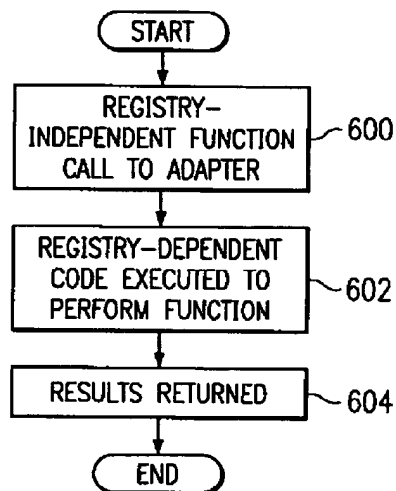 START
REGISTRY-
INDEPENDENT FUNCTION
CALL TO ADAPTER
600
REGISTRY-DEPENDENT
CODE EXECUTED TO
PERFORM FUNCTION
602
RESULTS RETURNED
604
END